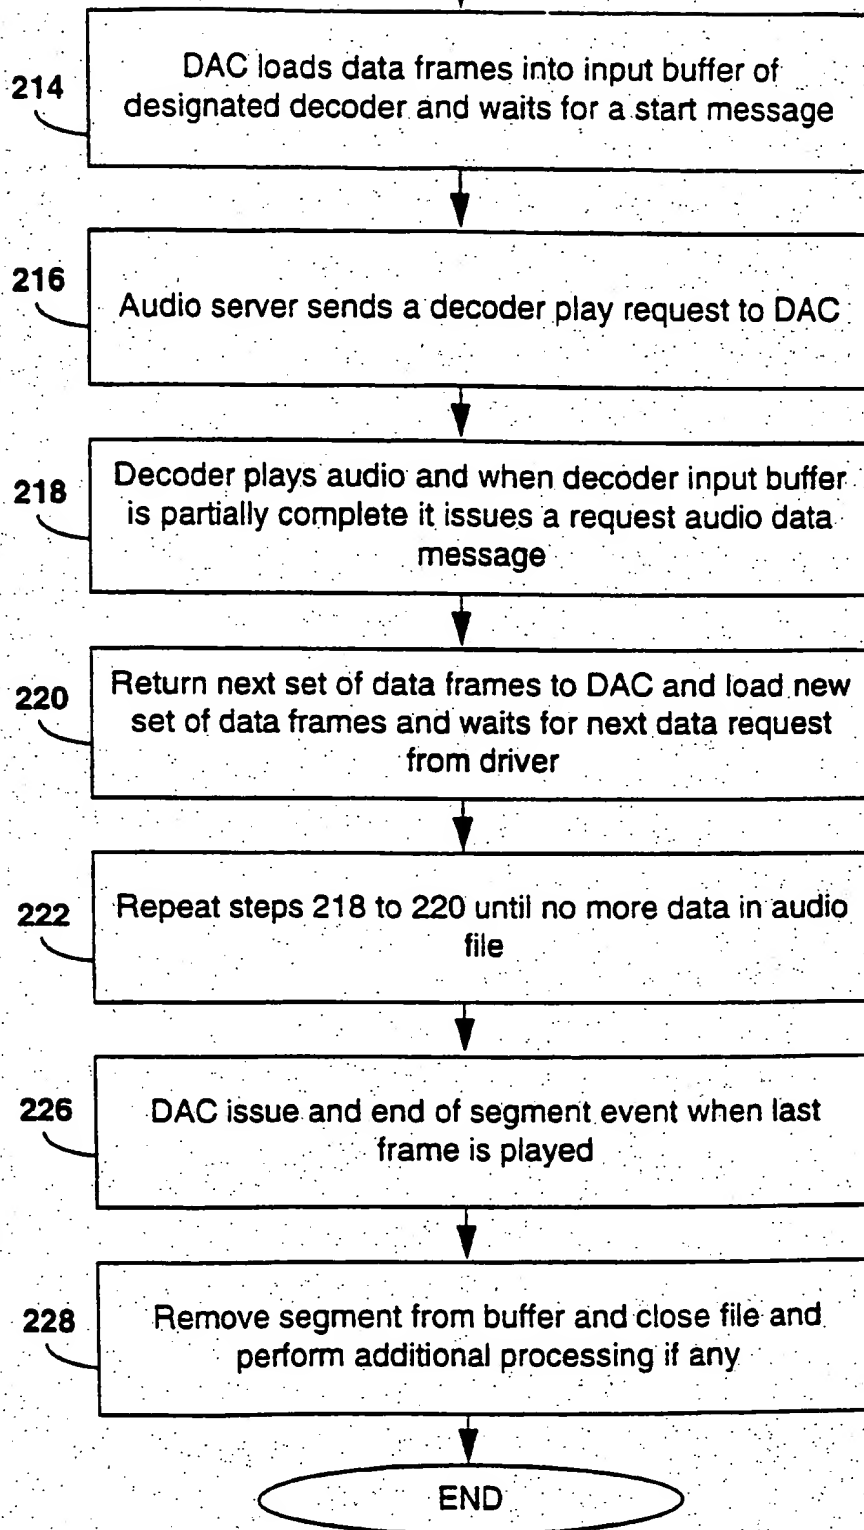 214
DAC loads data frames into input buffer of
designated decoder and waits for a start message
216
Audio server sends a decoder play request to DAC
218
Decoder plays audio and when decoder input buffer
is partially complete it issues a request audio data
message
220
Return next set of data frames to DAC and load new
set of data frames and waits for next data request
from driver
222
Repeat steps 218 to 220 until no more data in audio
file
226
DAC issue and end of segment event when last
frame is played
228
Remove segment from buffer and close file and
perform additional processing if any
END